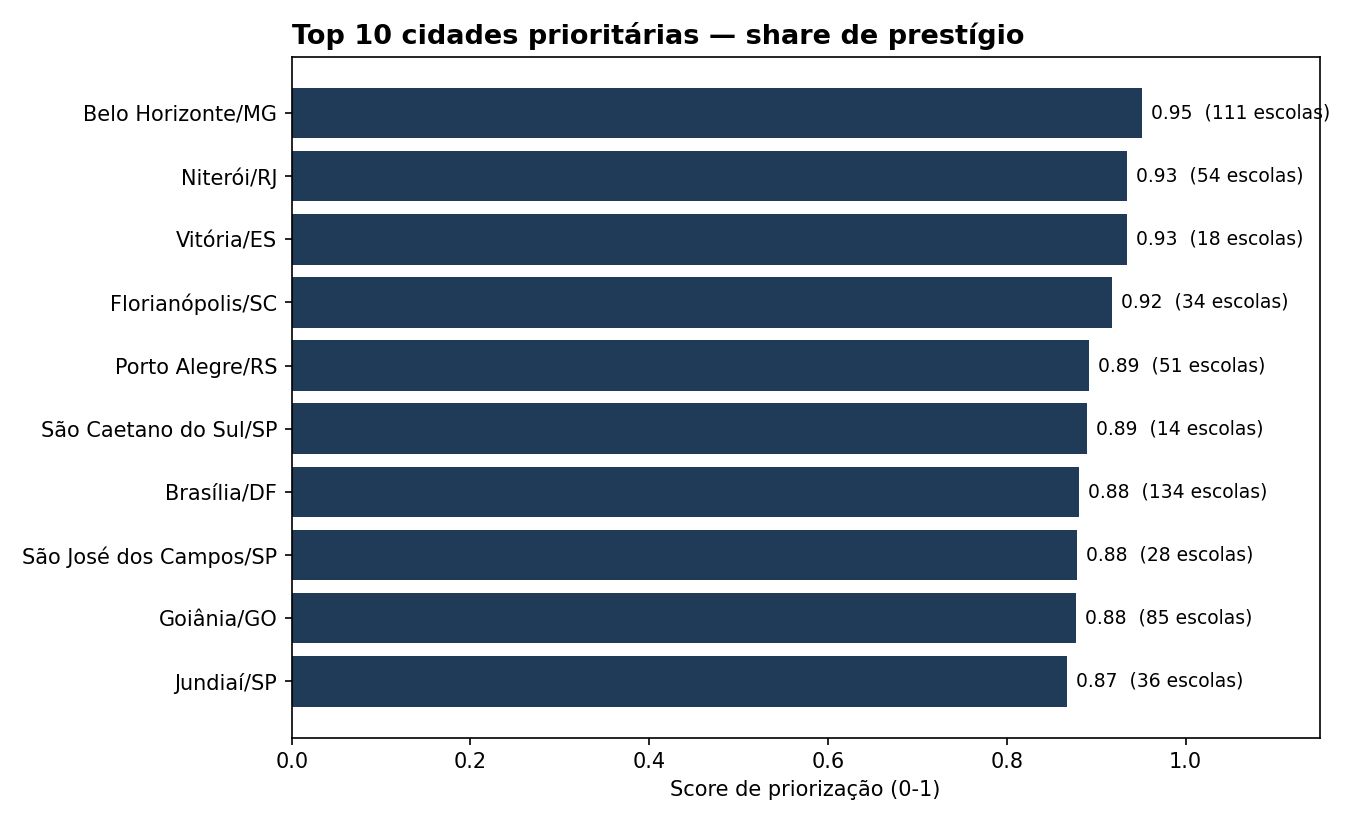 Top 10 cidades prioritárias — share de prestígio
Belo Horizonte/MG 0.95 (111 escolas)
Niterói/RJ 0.93 (54 escolas)
Vitória/ES 0.93 (18 escolas)
Florianópolis/SC 0.92 (34 escolas)
Porto Alegre/RS 0.89 (51 escolas)
São Caetano do Sul/SP 0.89 (14 escolas)
Brasília/DF 0.88 (134 escolas)
São José dos Campos/SP 0.88 (28 escolas)
Goiânia/GO 0.88 (85 escolas)
Jundiaí/SP 0.87 (36 escolas)
0.0 0.2 0.4 0.6 0.8 1.0
Score de priorização (0-1)